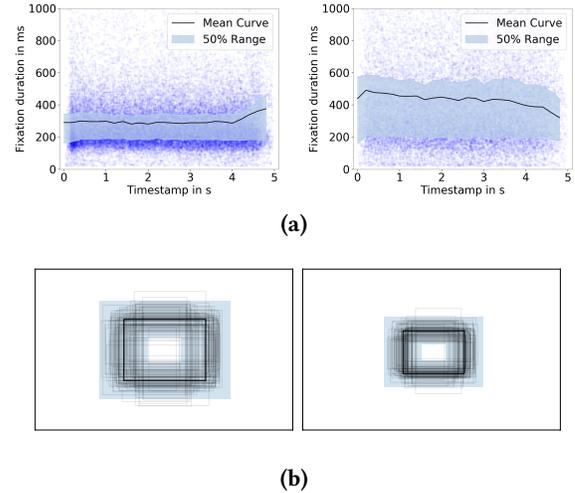 1000
800
600
400
200
0
Fixation duration in ms
Mean Curve
50% Range
0 1 2 3 4 5
Timestamp in s
1000
800
600
400
200
0
Fixation duration in ms
Mean Curve
50% Range
0 1 2 3 4 5
Timestamp in s
(a)
(b)